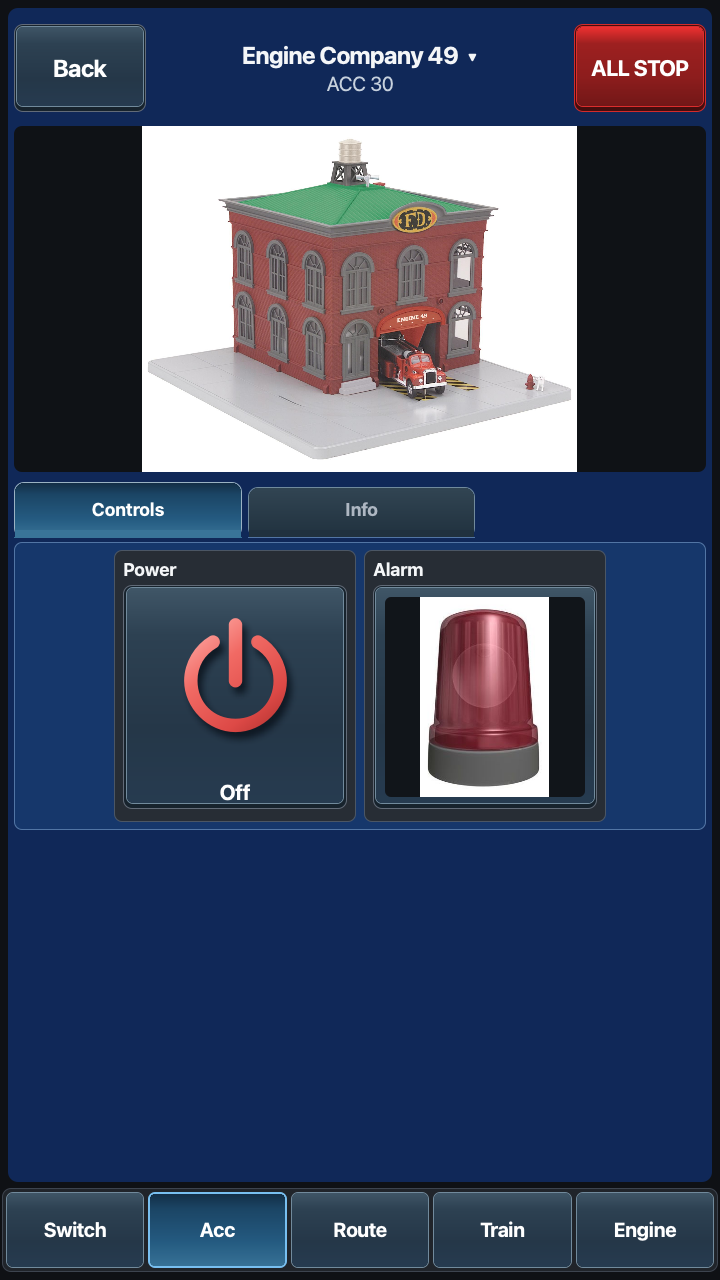 Back
Engine Company 49 ▼
ACC 30
ALL STOP
F.D.
ENGINE 49
Controls
Info
Power
Alarm
Off
Switch
Acc
Route
Train
Engine